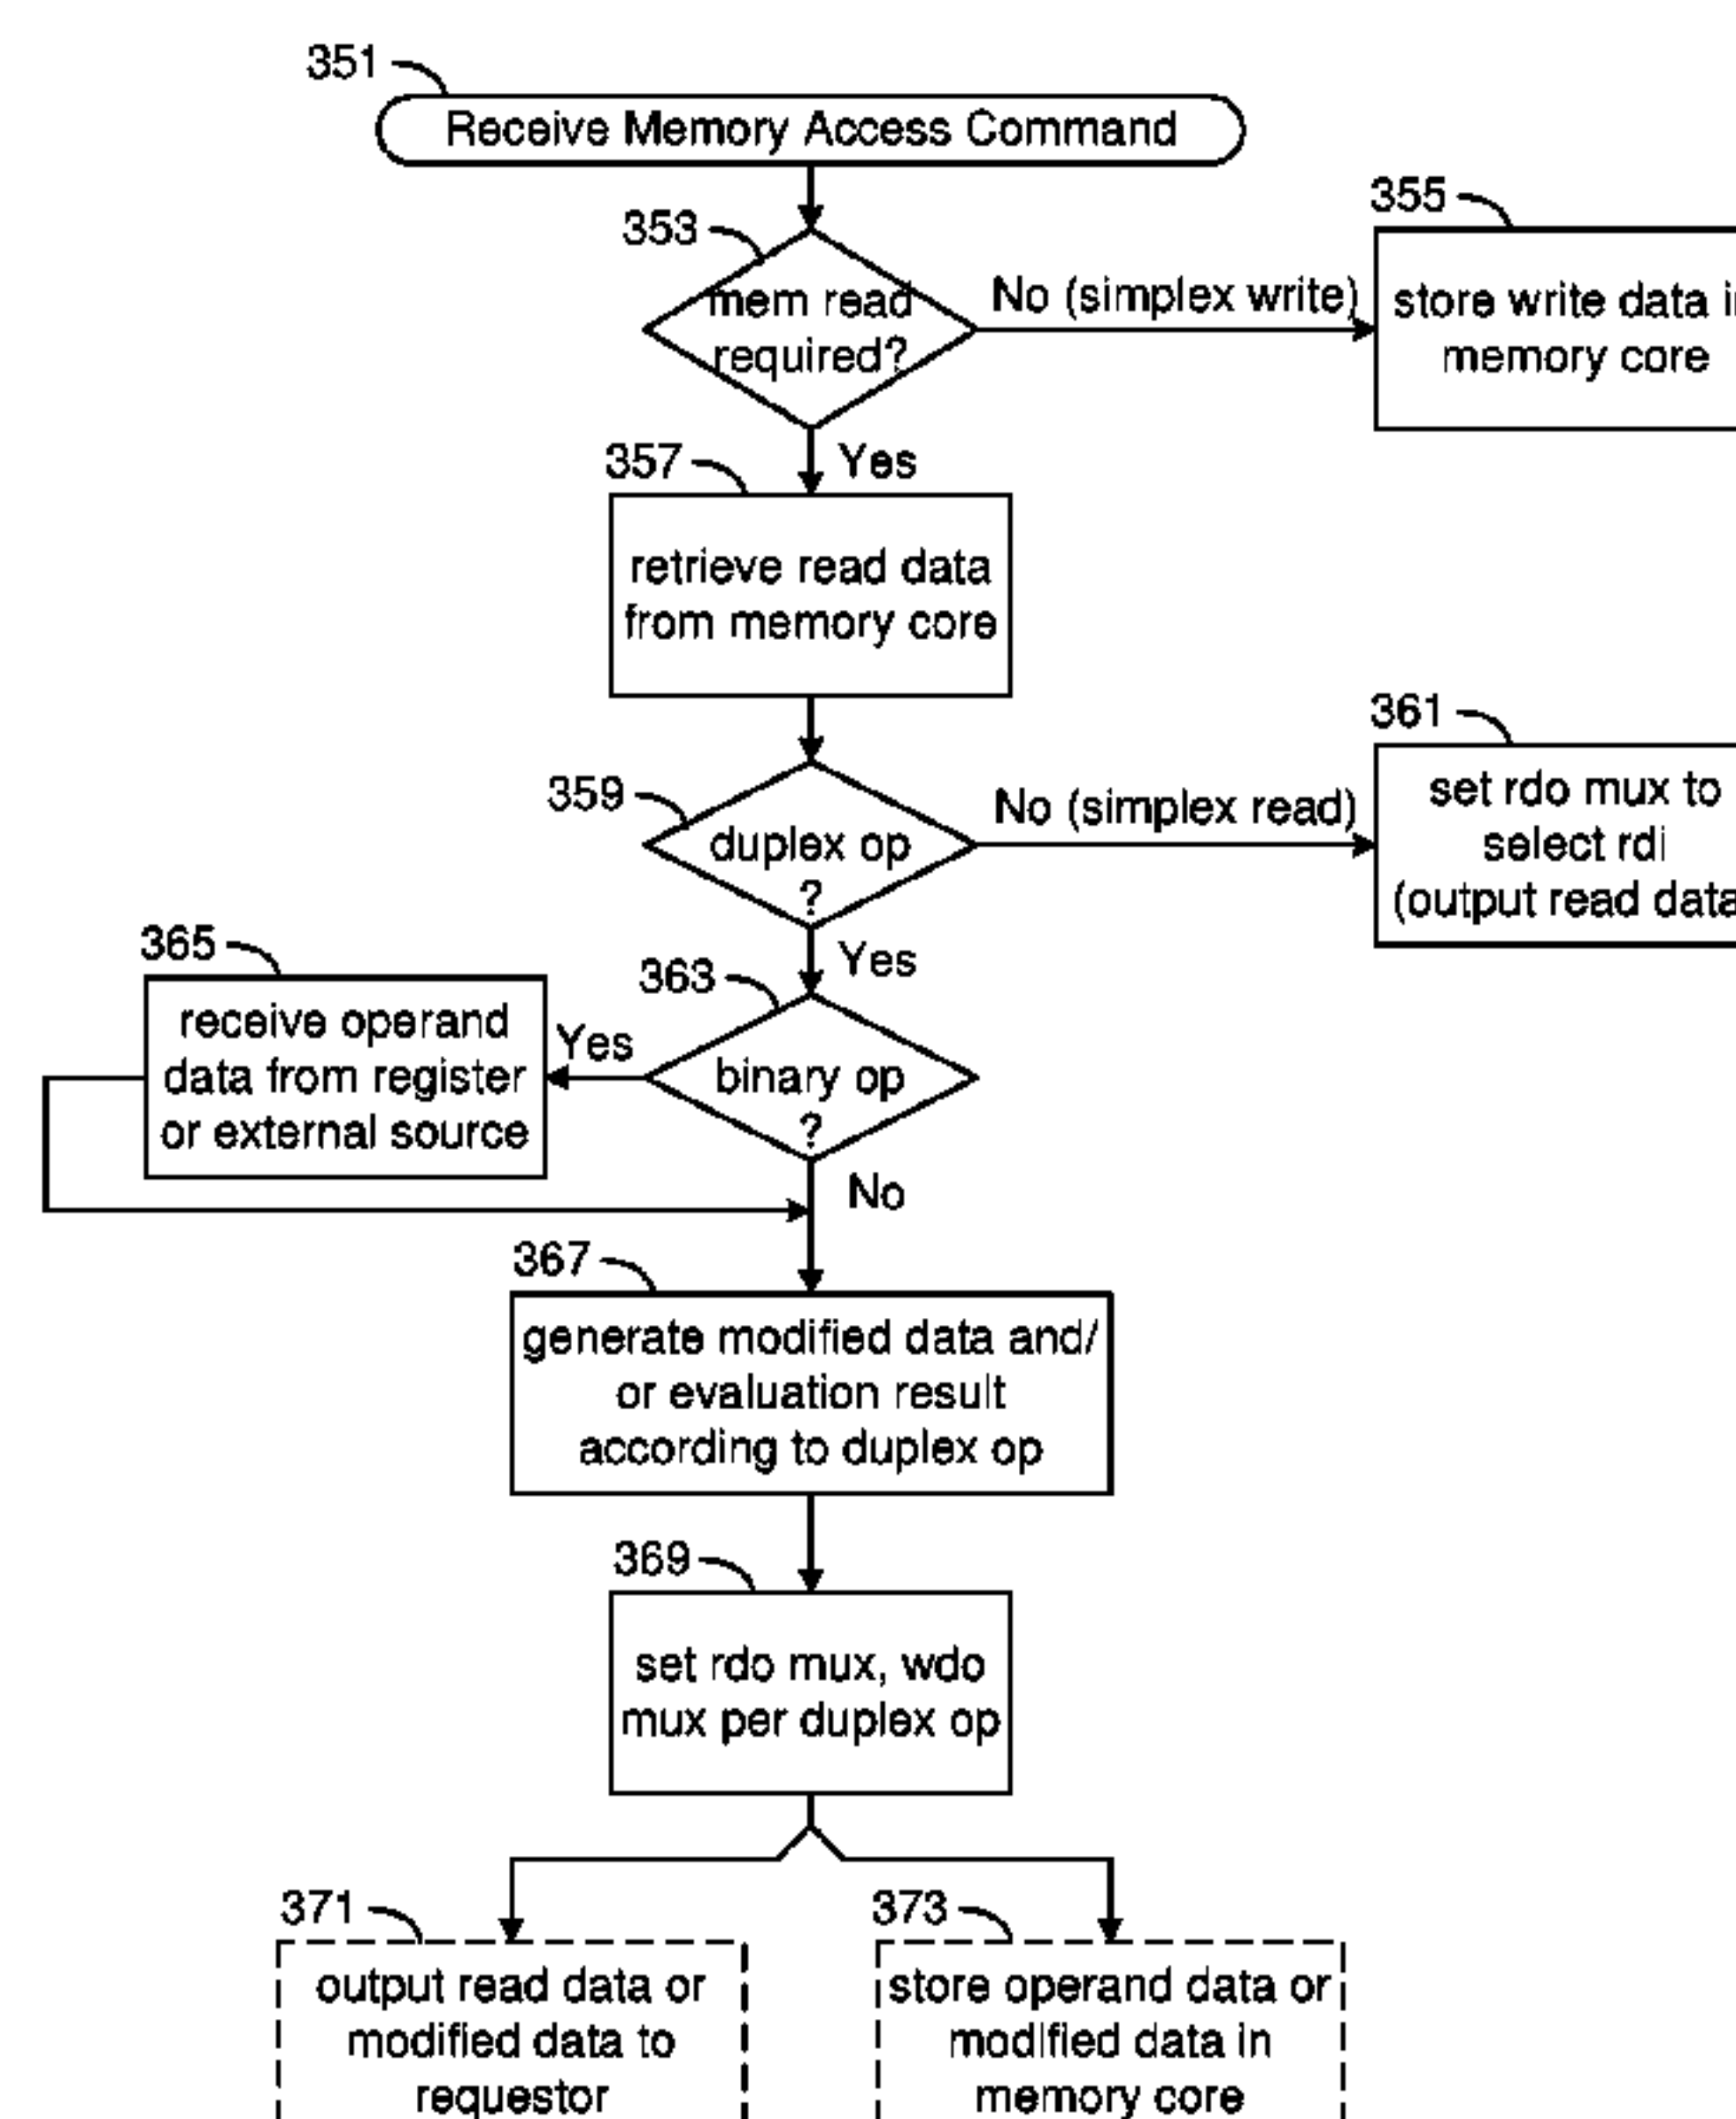 351
Receive Memory Access Command
353
mem read
required?
No (simplex write)
355
store write data
memory core
Yes
357
retrieve read data
from memory core
359
duplex op
?
No (simplex read)
361
set rdo mux to
select rdi
(output read data
Yes
363
binary op
?
Yes
365
receive operand
data from register
or external source
No
367
generate modified data and/
or evaluation result
according to duplex op
369
set rdo mux, wdo
mux per duplex op
371
output read data or
modified data to
requestor
373
store operand data or
modified data in
memory core